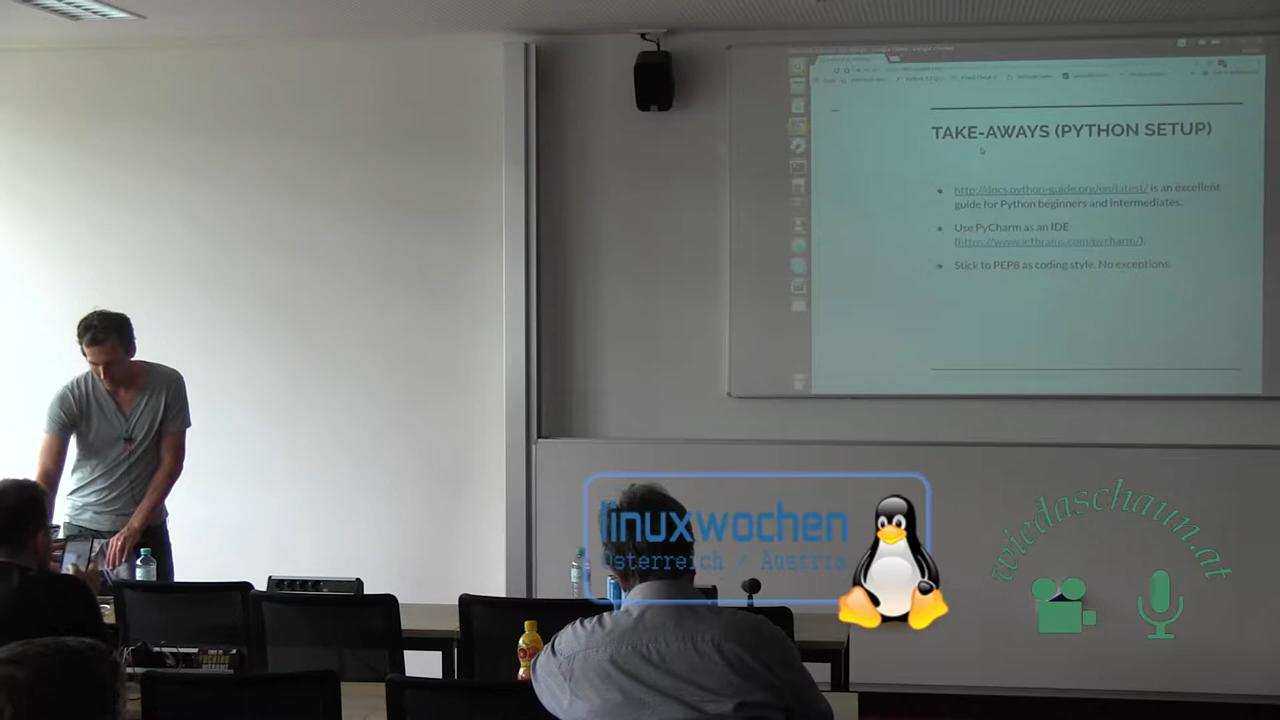 TAKE-AWAYS (PYTHON SETUP)
http://docs.python-guide.org/en/latest/ is an excellent
guide for Python beginners and intermediates.
Use PyCharm as an IDE
(https://www.jetbrains.com/pycharm/).
Stick to PEP8 as coding style. No exceptions.
linuxwochen
Österreich / Austria
wiedaschaun.at